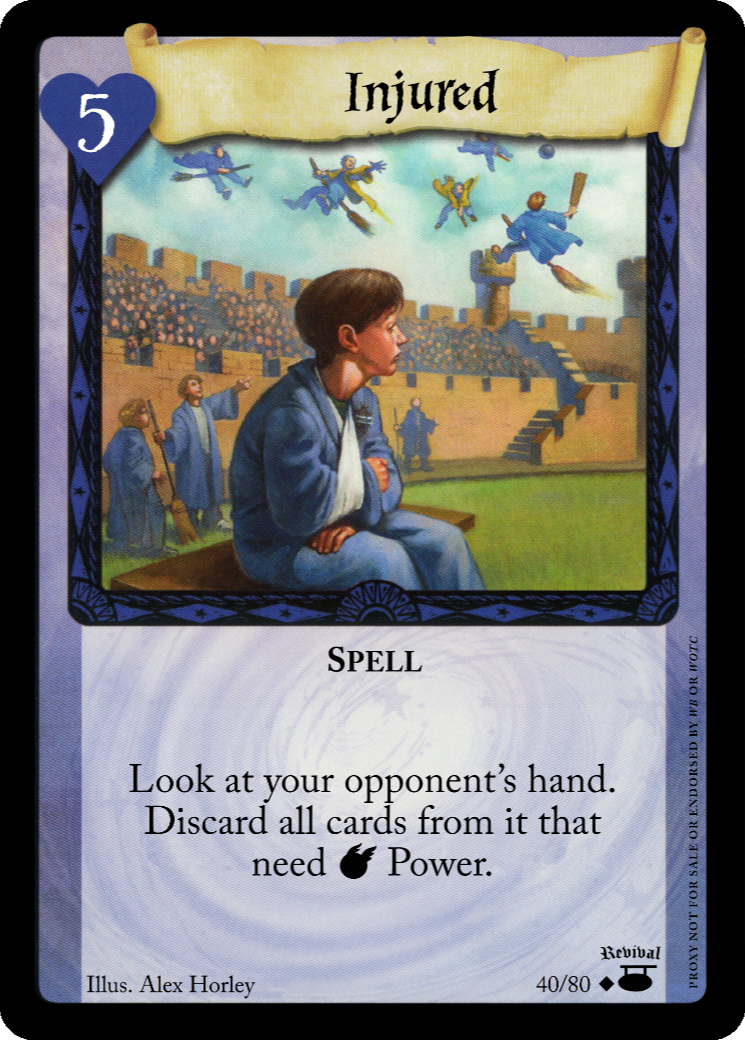 Injured
5
SPELL
Look at your opponent's hand.
Discard all cards from it that
need Power.
Revival
Illus. Alex Horley
40/80
PROXY NOT FOR SALE OR ENDORSED BY WB OR WOTC